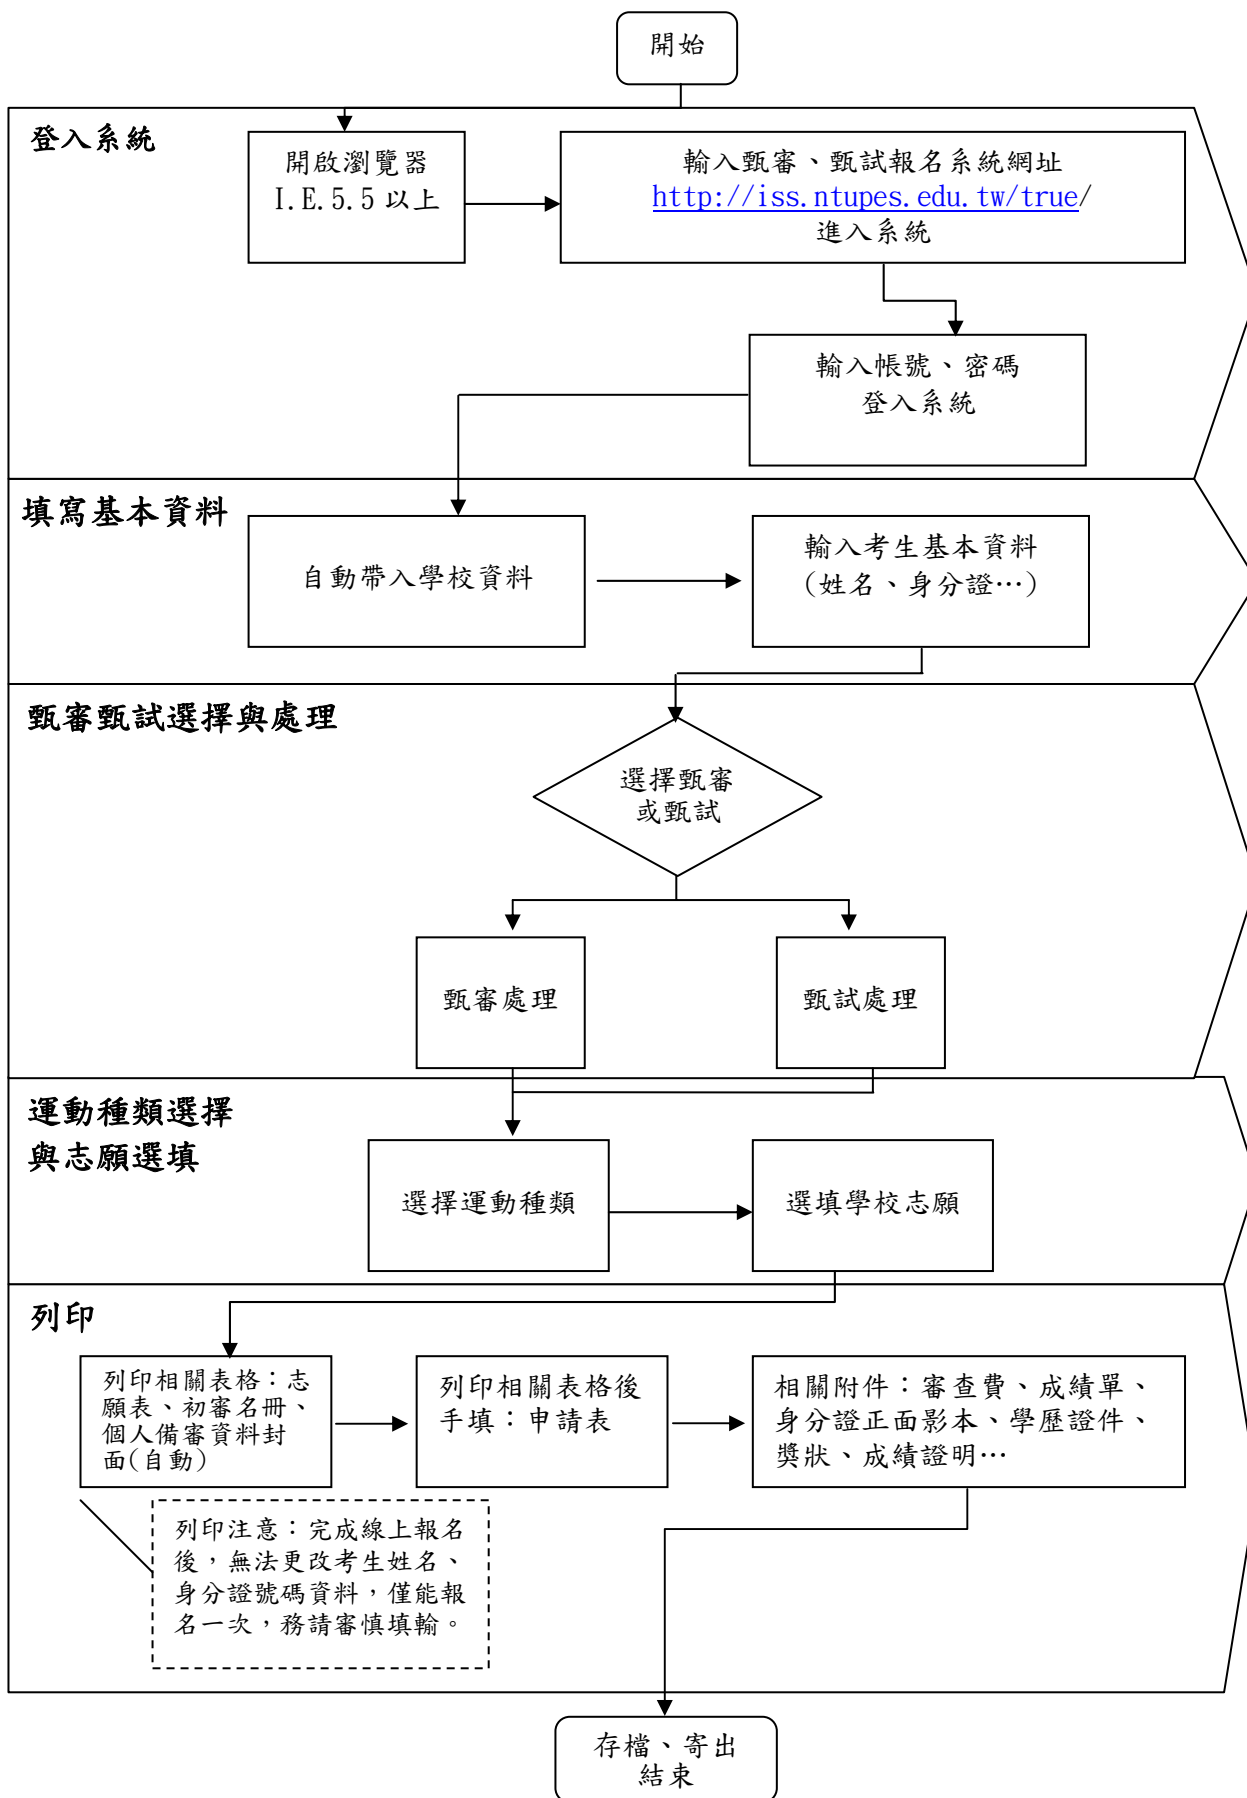 開始
登入系統
開啟瀏覽器
I.E.5.5 以上
輸入甄審、甄試報名系統網址
http://iss.ntupes.edu.tw/true/
進入系統
輸入帳號、密碼
登入系統
填寫基本資料
自動帶入學校資料
輸入考生基本資料
(姓名、身分證…)
甄審甄試選擇與處理
選擇甄審
或甄試
甄審處理
甄試處理
運動種類選擇
與志願選填
選擇運動種類
選填學校志願
列印
列印相關表格：志
願表、初審名冊、
個人備審資料封
面(自動)
列印相關表格後
手填：申請表
相關附件：審查費、成績單、
身分證正面影本、學歷證件、
獎狀、成績證明…
列印注意：完成線上報名
後，無法更改考生姓名、
身分證號碼資料，僅能報
名一次，務請審慎填輸。
存檔、寄出
結束